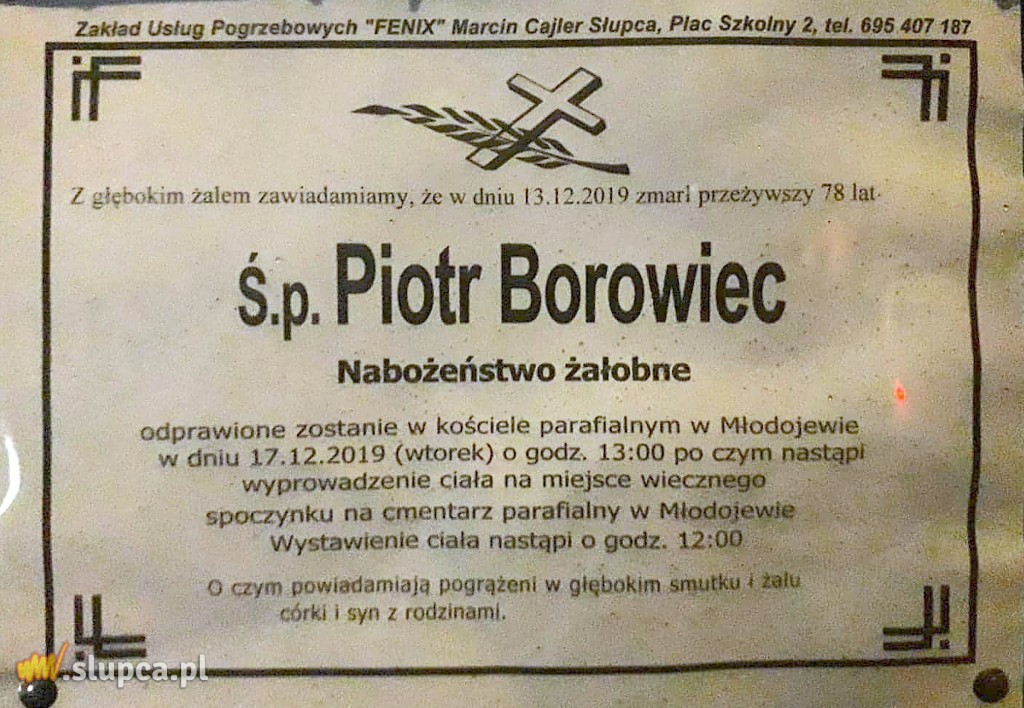 Zakład Usług Pogrzebowych "FENIX" Marcin Cajler Słupca, Plac Szkolny 2, tel. 695 407 187
Z głębokim żalem zawiadamiamy, że w dniu 13.12.2019 zmarł przeżywszy 78 lat
Ś.p. Piotr Borowiec
Nabożeństwo żałobne
odprawione zostanie w kościele parafialnym w Młodojewie
w dniu 17.12.2019 (wtorek) o godz. 13:00 po czym nastąpi
wyprowadzenie ciała na miejsce wiecznego
spoczynku na cmentarz parafialny w Młodojewie
Wystawienie ciała nastąpi o godz. 12:00
O czym powiadamiają pogrążeni w głębokim smutku i żalu
córki i syn z rodzinami.
.slupca.pl